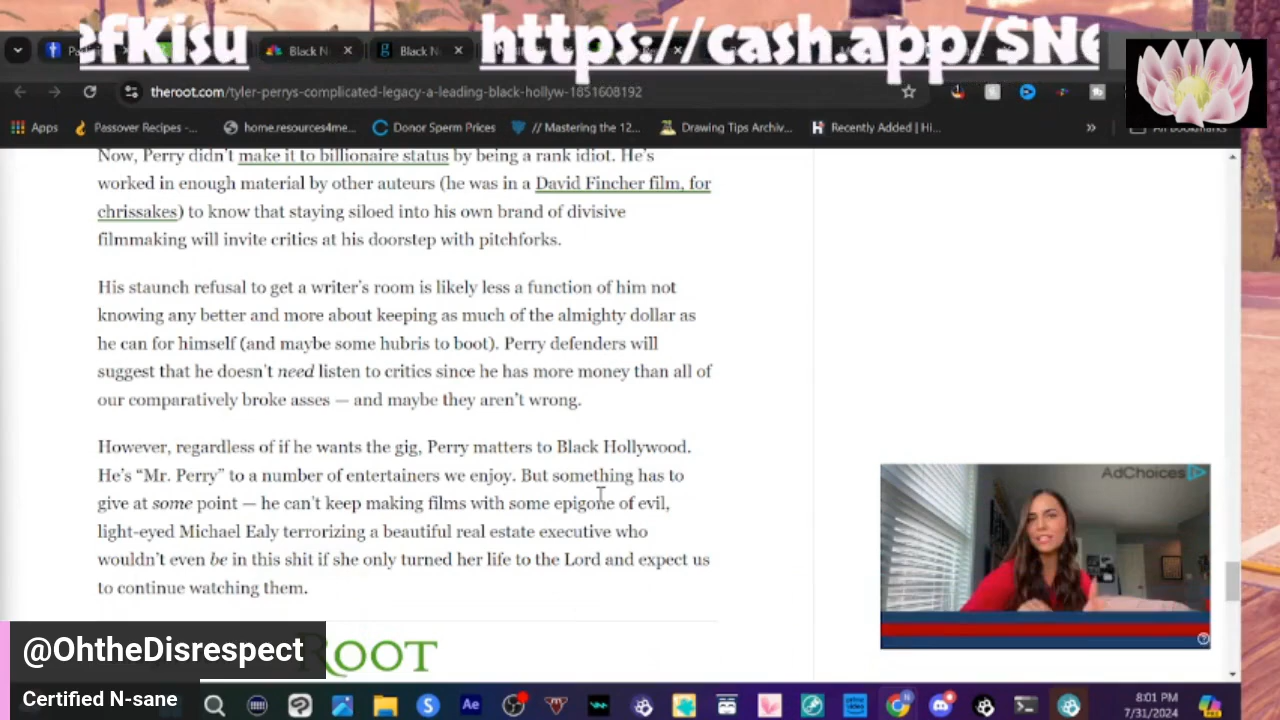 efKisu
https://cash.app/$Ne
Black N
Black N
theroot.com/tyler-perrys-complicated-legacy-a-leading-black-hollyw-1851608192
Apps
Passover Recipes -...
home.resources4me...
Donor Sperm Prices
// Mastering the 12...
Drawing Tips Archiv...
Recently Added | Hi...
»
All Bookmarks
Now, Perry didn't make it to billionaire status by being a rank idiot. He's
worked in enough material by other auteurs (he was in a David Fincher film, for
chrissakes) to know that staying siloed into his own brand of divisive
filmmaking will invite critics at his doorstep with pitchforks.
His staunch refusal to get a writer's room is likely less a function of him not
knowing any better and more about keeping as much of the almighty dollar as
he can for himself (and maybe some hubris to boot). Perry defenders will
suggest that he doesn't need listen to critics since he has more money than all of
our comparatively broke asses — and maybe they aren't wrong.
However, regardless of if he wants the gig, Perry matters to Black Hollywood.
He's "Mr. Perry" to a number of entertainers we enjoy. But something has to
give at some point — he can't keep making films with some epigone of evil,
light-eyed Michael Ealy terrorizing a beautiful real estate executive who
wouldn't even be in this shit if she only turned her life to the Lord and expect us
to continue watching them.
AdChoices
ROOT
@OhtheDisrespect
Certified N-sane
8:01 PM
7/31/2024